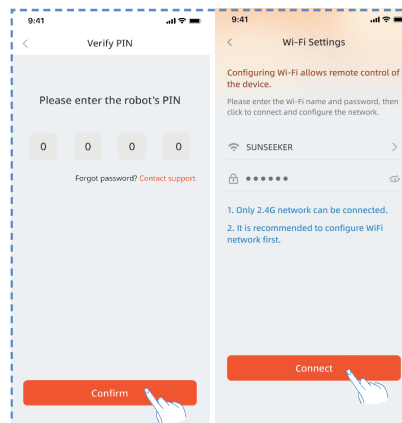 9:41
Verify PIN
Please enter the robot's PIN
0 0 0 0
Forgot password? Contact support
Confirm
9:41
Wi-Fi Settings
Configuring Wi-Fi allows remote control of
the device.
Please enter the Wi-Fi name and password, then
click to connect and configure the network.
SUNSEEKER
1. Only 2.4G network can be connected.
2. It is recommended to configure WiFi
network first.
Connect